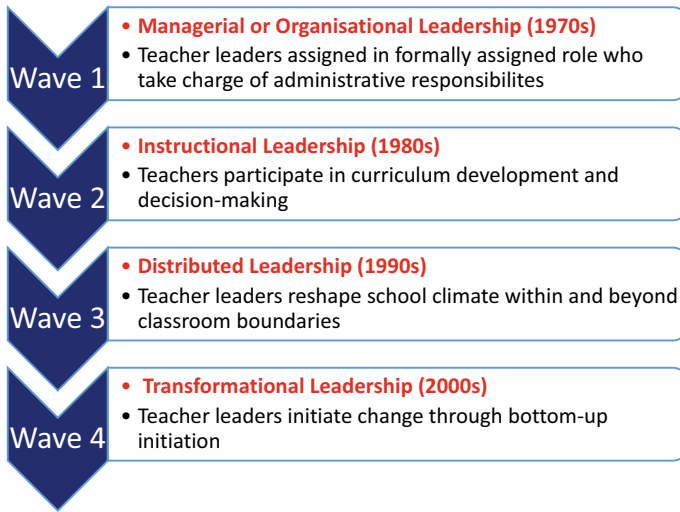 Wave 1
• Managerial or Organisational Leadership (1970s)
• Teacher leaders assigned in formally assigned role who
take charge of administrative responsibilites
Wave 2
• Instructional Leadership (1980s)
• Teachers participate in curriculum development and
decision-making
Wave 3
• Distributed Leadership (1990s)
• Teacher leaders reshape school climate within and beyond
classroom boundaries
Wave 4
• Transformational Leadership (2000s)
• Teacher leaders initiate change through bottom-up
initiation